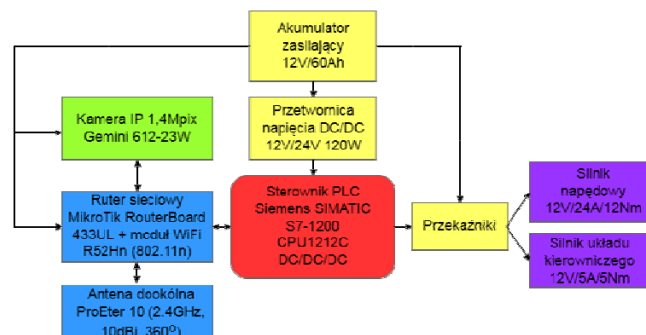 Akumulator
zasilający
12V/60Ah
Kamera IP 1,4Mpix
Gemini 612-23W
Przetwornica
napięcia DC/DC
12V/24V 120W
Ruter sieciowy
MikroTik RouterBoard
433UL + moduł WiFi
R52Hn (802.11n)
Sterownik PLC
Siemens SIMATIC
S7-1200
CPU1212C
DC/DC/DC
Przekaźniki
Silnik
napędowy
12V/24A/12Nm
Silnik układu
kierowniczego
12V/5A/5Nm
Antena dookólna
ProEter 10 (2.4GHz,
10dBi, 360°)